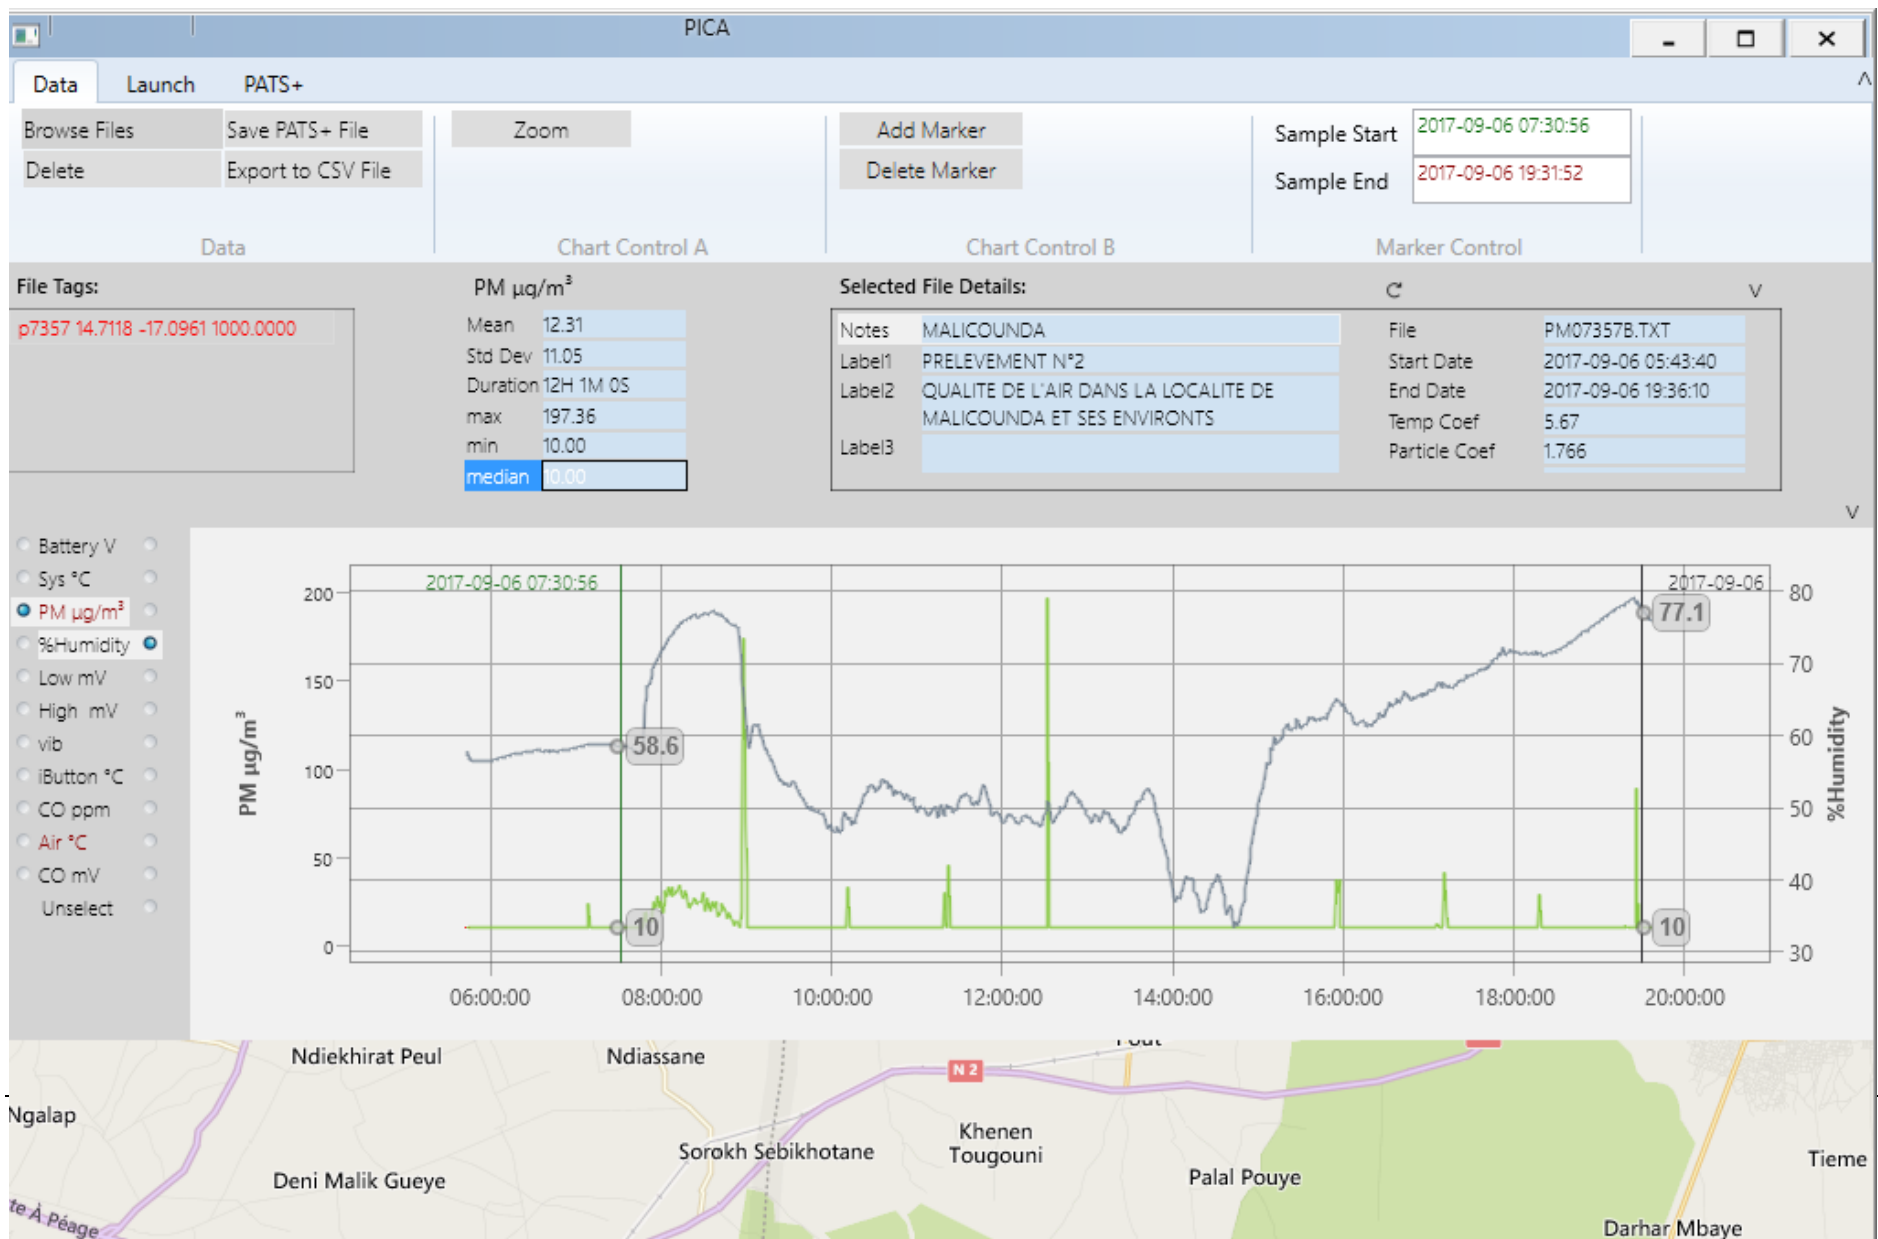 PICA
Data Launch PATS+
Browse Files Save PATS+ File
Delete Export to CSV File
Data
Zoom
Chart Control A
Add Marker
Delete Marker
Chart Control B
Sample Start 2017-09-06 07:30:56
Sample End 2017-09-06 19:31:52
Marker Control
File Tags:
p7357 14.7118 -17.0961 1000.0000
PM µg/m³
Mean 12.31
Std Dev 11.05
Duration 12H 1M 0S
max 197.36
min 10.00
median 10.00
Selected File Details:
Notes MALICOUNDA
Label1 PRELEVEMENT N°2
Label2 QUALITE DE L'AIR DANS LA LOCALITE DE
MALICOUNDA ET SES ENVIRONTS
Label3
File PM07357B.TXT
Start Date 2017-09-06 05:43:40
End Date 2017-09-06 19:36:10
Temp Coef 5.67
Particle Coef 1.766
Battery V
Sys °C
PM µg/m³
%Humidity
Low mV
High mV
vib
iButton °C
CO ppm
Air °C
CO mV
Unselect
2017-09-06 07:30:56
2017-09-06
PM µg/m³
200
150
100
50
0
58.6
10
77.1
10
80
70
60
50
40
30
%Humidity
06:00:00 08:00:00 10:00:00 12:00:00 14:00:00 16:00:00 18:00:00 20:00:00
Ndiekhirat Peul
Ndiassane
N 2
Ngalap
Sorokh Sebikhotane
Khenen
Tougouni
Deni Malik Gueye
Palal Pouye
Tieme
te À Péage
Darhar Mbaye